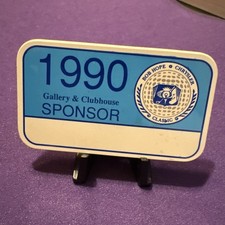 1990
Gallery & Clubhouse
SPONSOR
BOB HOPE CHRYSLER
CLASSIC